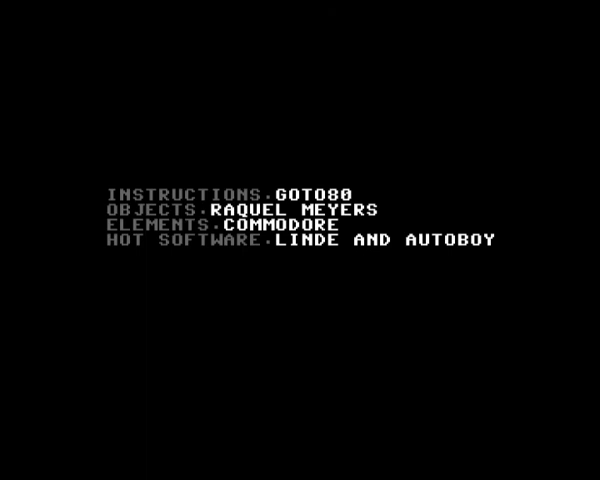 INSTRUCTIONS.GOTO80
OBJECTS.RAQUEL MEYERS
ELEMENTS.COMMODORE
HOT SOFTWARE.LINDE AND AUTOBOY